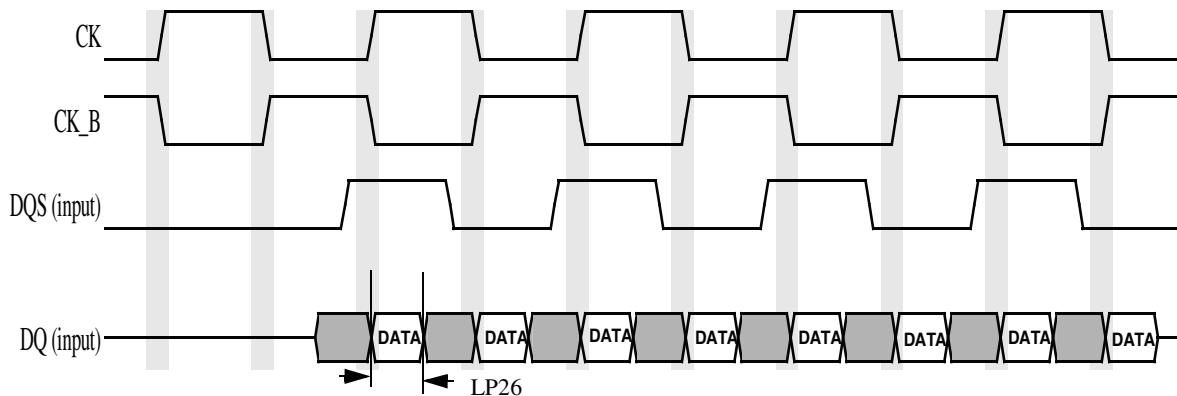 CK
CK_B
DQS (input)
DQ (input)
DATA DATA DATA DATA DATA DATA DATA DATA
LP26